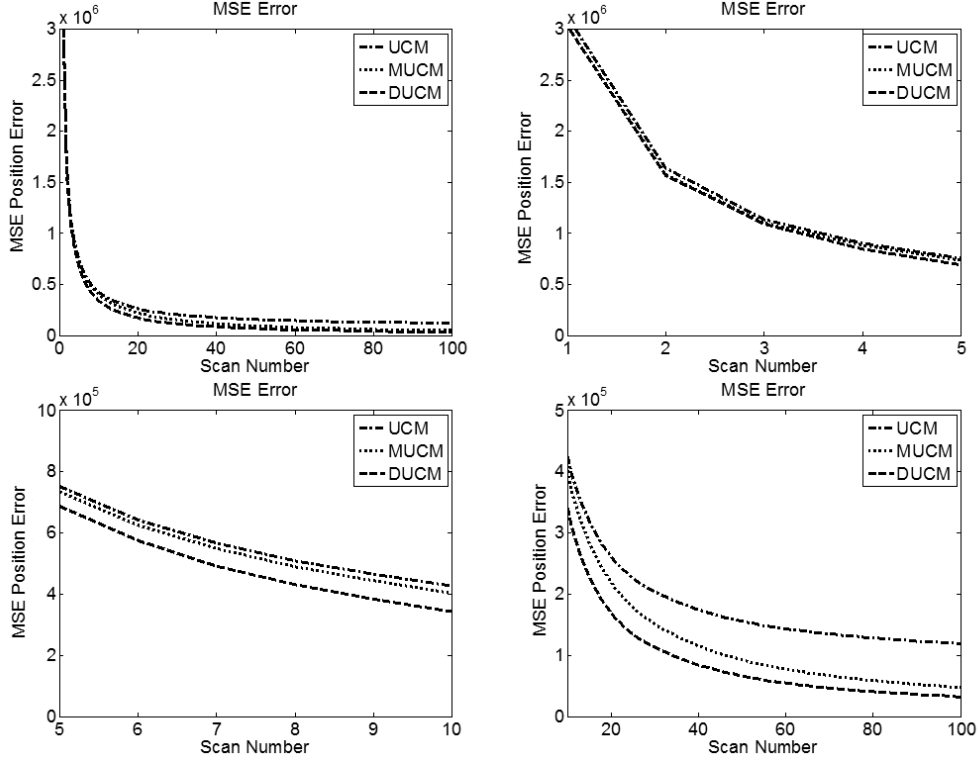 MSE Error
x 10^6
3
2.5
2
1.5
1
0.5
0
MSE Position Error
UCM
MUCM
DUCM
0 20 40 60 80 100
Scan Number
MSE Error
x 10^6
3
2.5
2
1.5
1
0.5
0
MSE Position Error
UCM
MUCM
DUCM
1 2 3 4 5
Scan Number
MSE Error
x 10^5
10
8
6
4
2
0
MSE Position Error
UCM
MUCM
DUCM
5 6 7 8 9 10
Scan Number
MSE Error
x 10^5
5
4
3
2
1
0
MSE Position Error
UCM
MUCM
DUCM
20 40 60 80 100
Scan Number